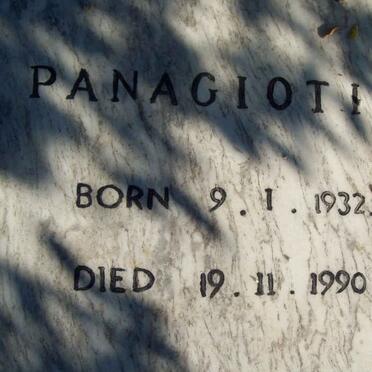 PANAGIOTI
BORN 9.1.1932.
DIED 19.11.1990